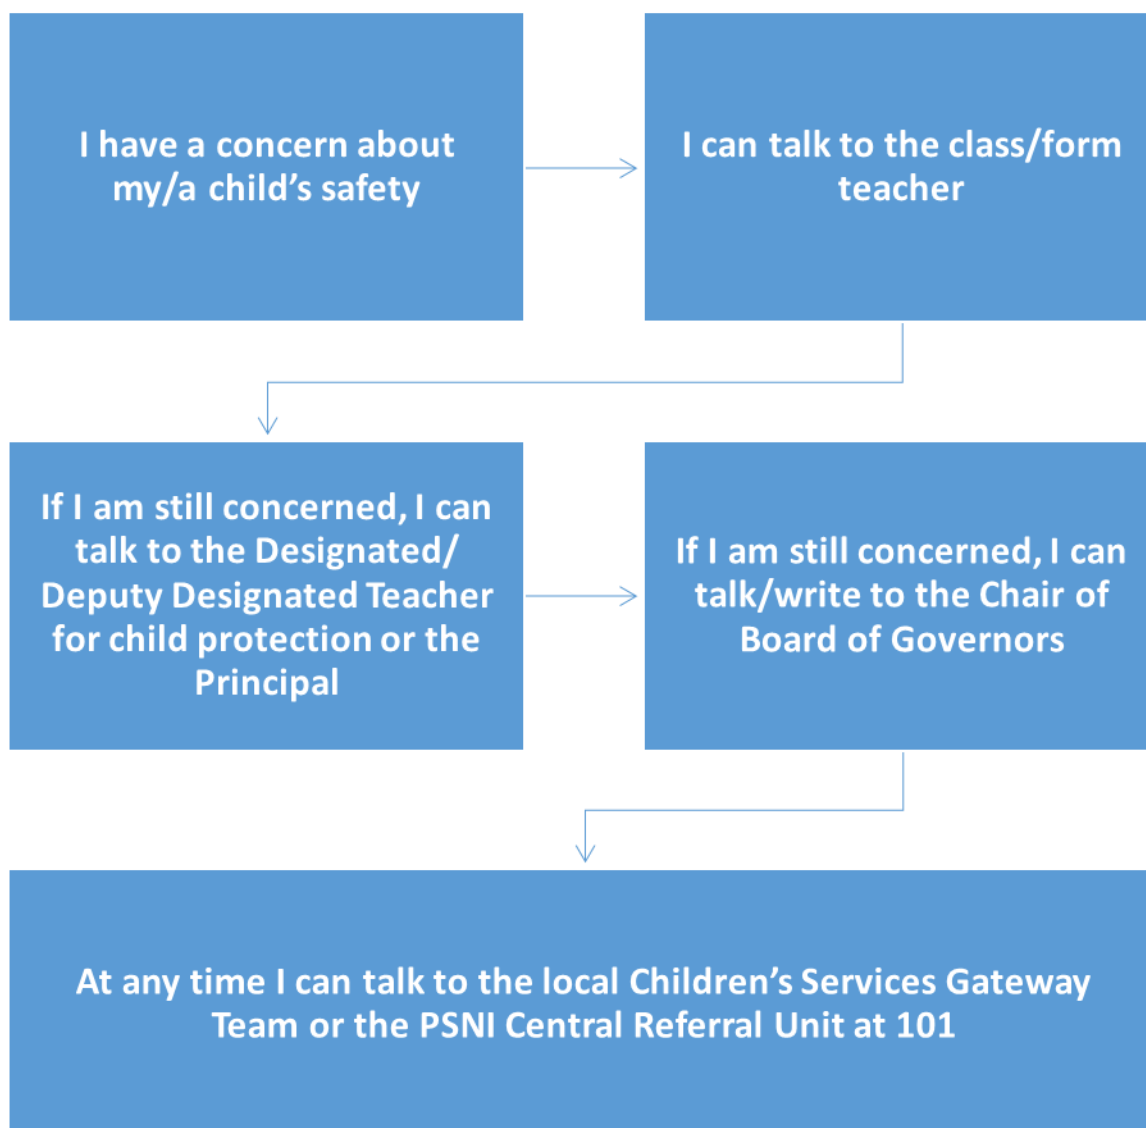 I have a concern about
my/a child’s safety
I can talk to the class/form
teacher
If I am still concerned, I can
talk to the Designated/
Deputy Designated Teacher
for child protection or the
Principal
If I am still concerned, I can
talk/write to the Chair of
Board of Governors
At any time I can talk to the local Children’s Services Gateway
Team or the PSNI Central Referral Unit at 101